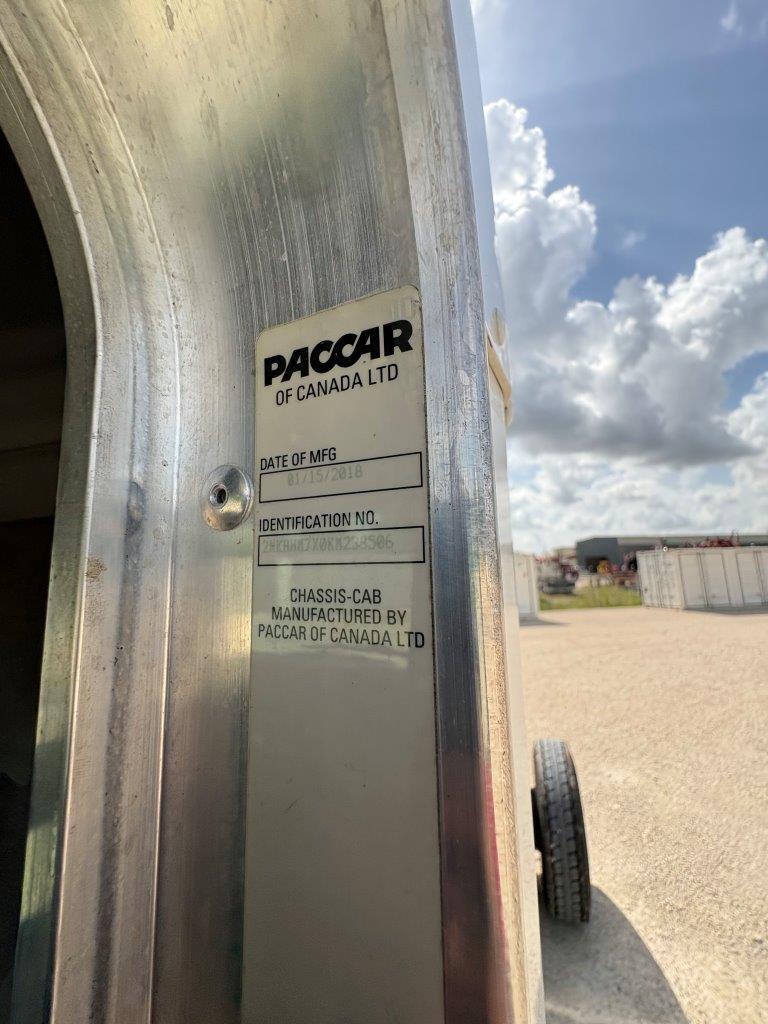 PACCAR
OF CANADA LTD
DATE OF MFG
01/15/2018
IDENTIFICATION NO.
CHASSIS-CAB
MANUFACTURED BY
PACCAR OF CANADA LTD